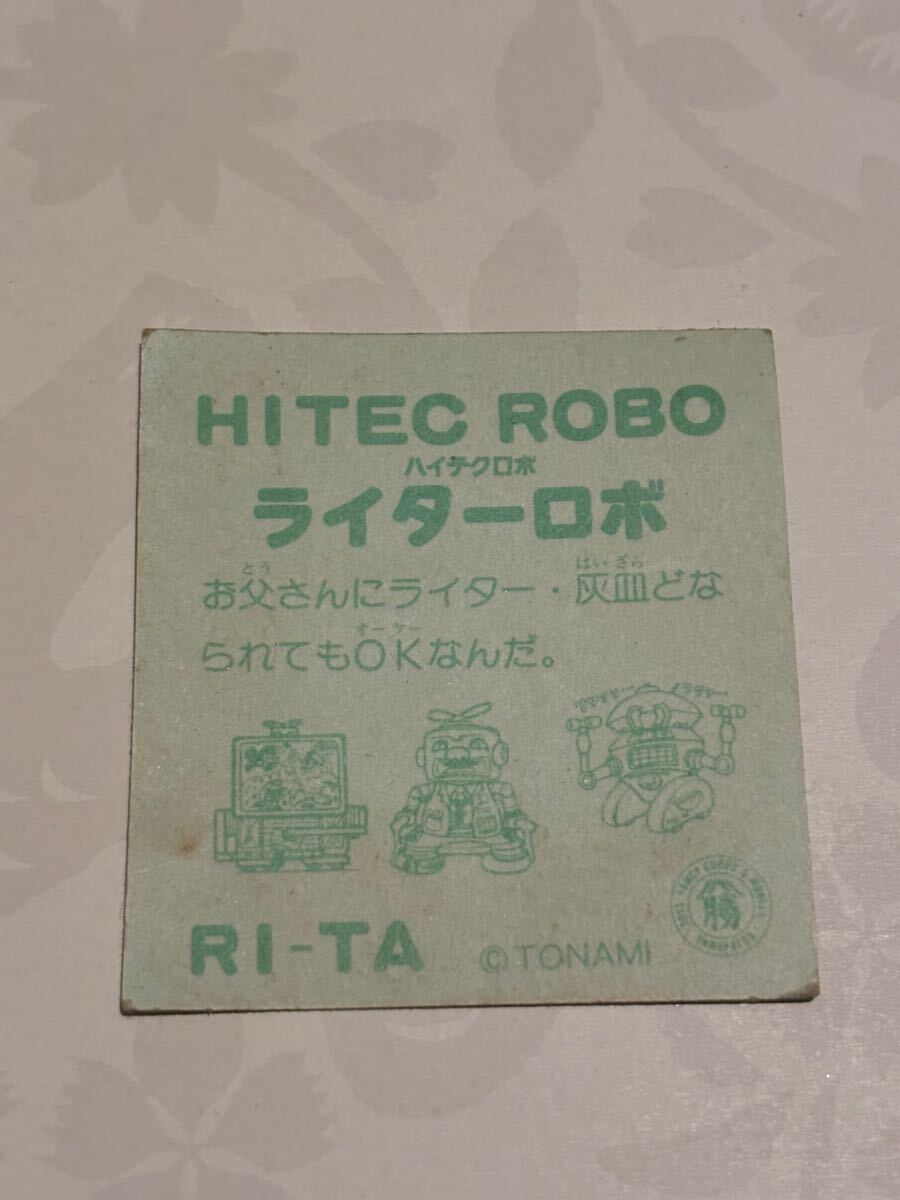 HITEC ROBO
ハイテクロボ
ライターロボ
お父さんにライター・灰皿どな
とう
はいざら
られてもOKなんだ。
オーケー
RI-TA
©TONAMI